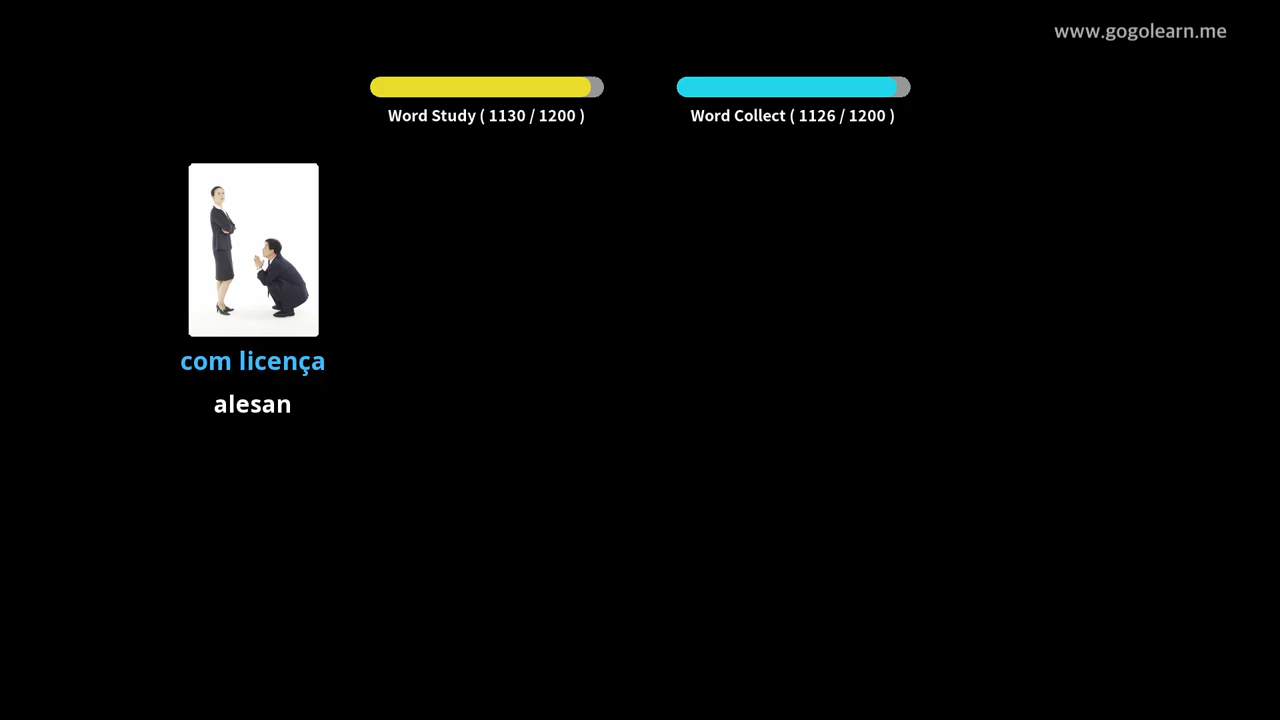 www.gogolearn.me
Word Study ( 1130 / 1200 )
Word Collect ( 1126 / 1200 )
com licença
alesan